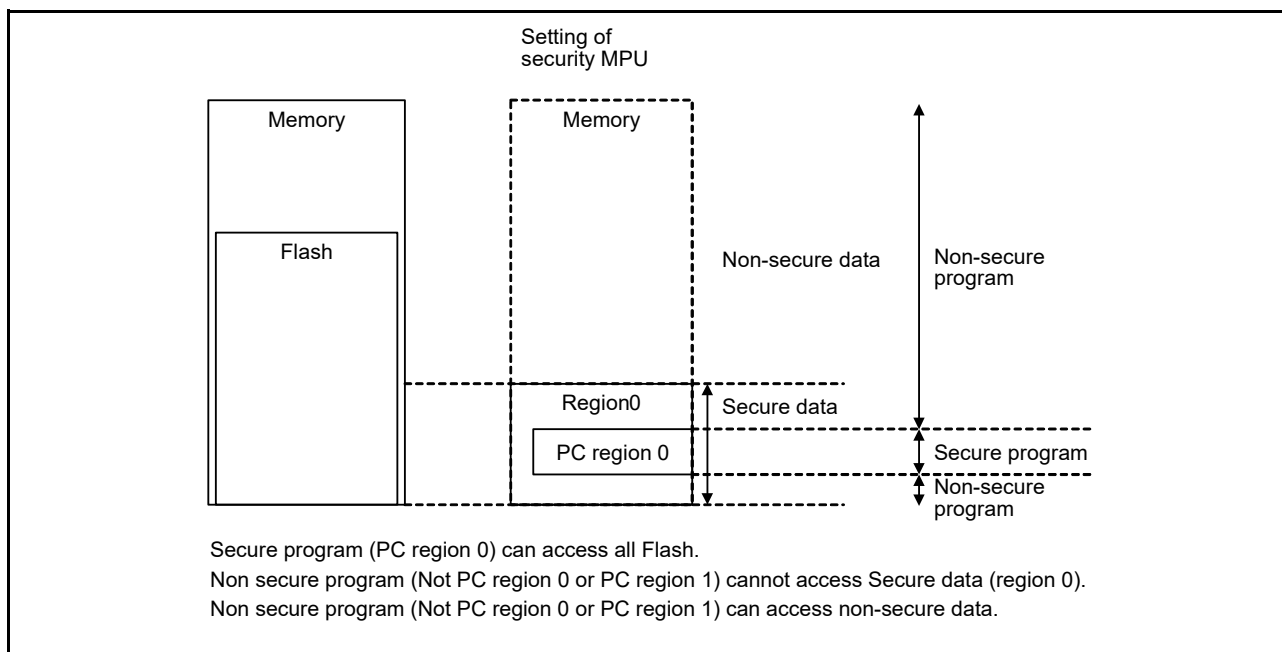 Setting of
security MPU
Memory
Memory
Flash
Non-secure data
Non-secure
program
Region0
Secure data
PC region 0
Secure program
Non-secure
program
Secure program (PC region 0) can access all Flash.
Non secure program (Not PC region 0 or PC region 1) cannot access Secure data (region 0).
Non secure program (Not PC region 0 or PC region 1) can access non-secure data.